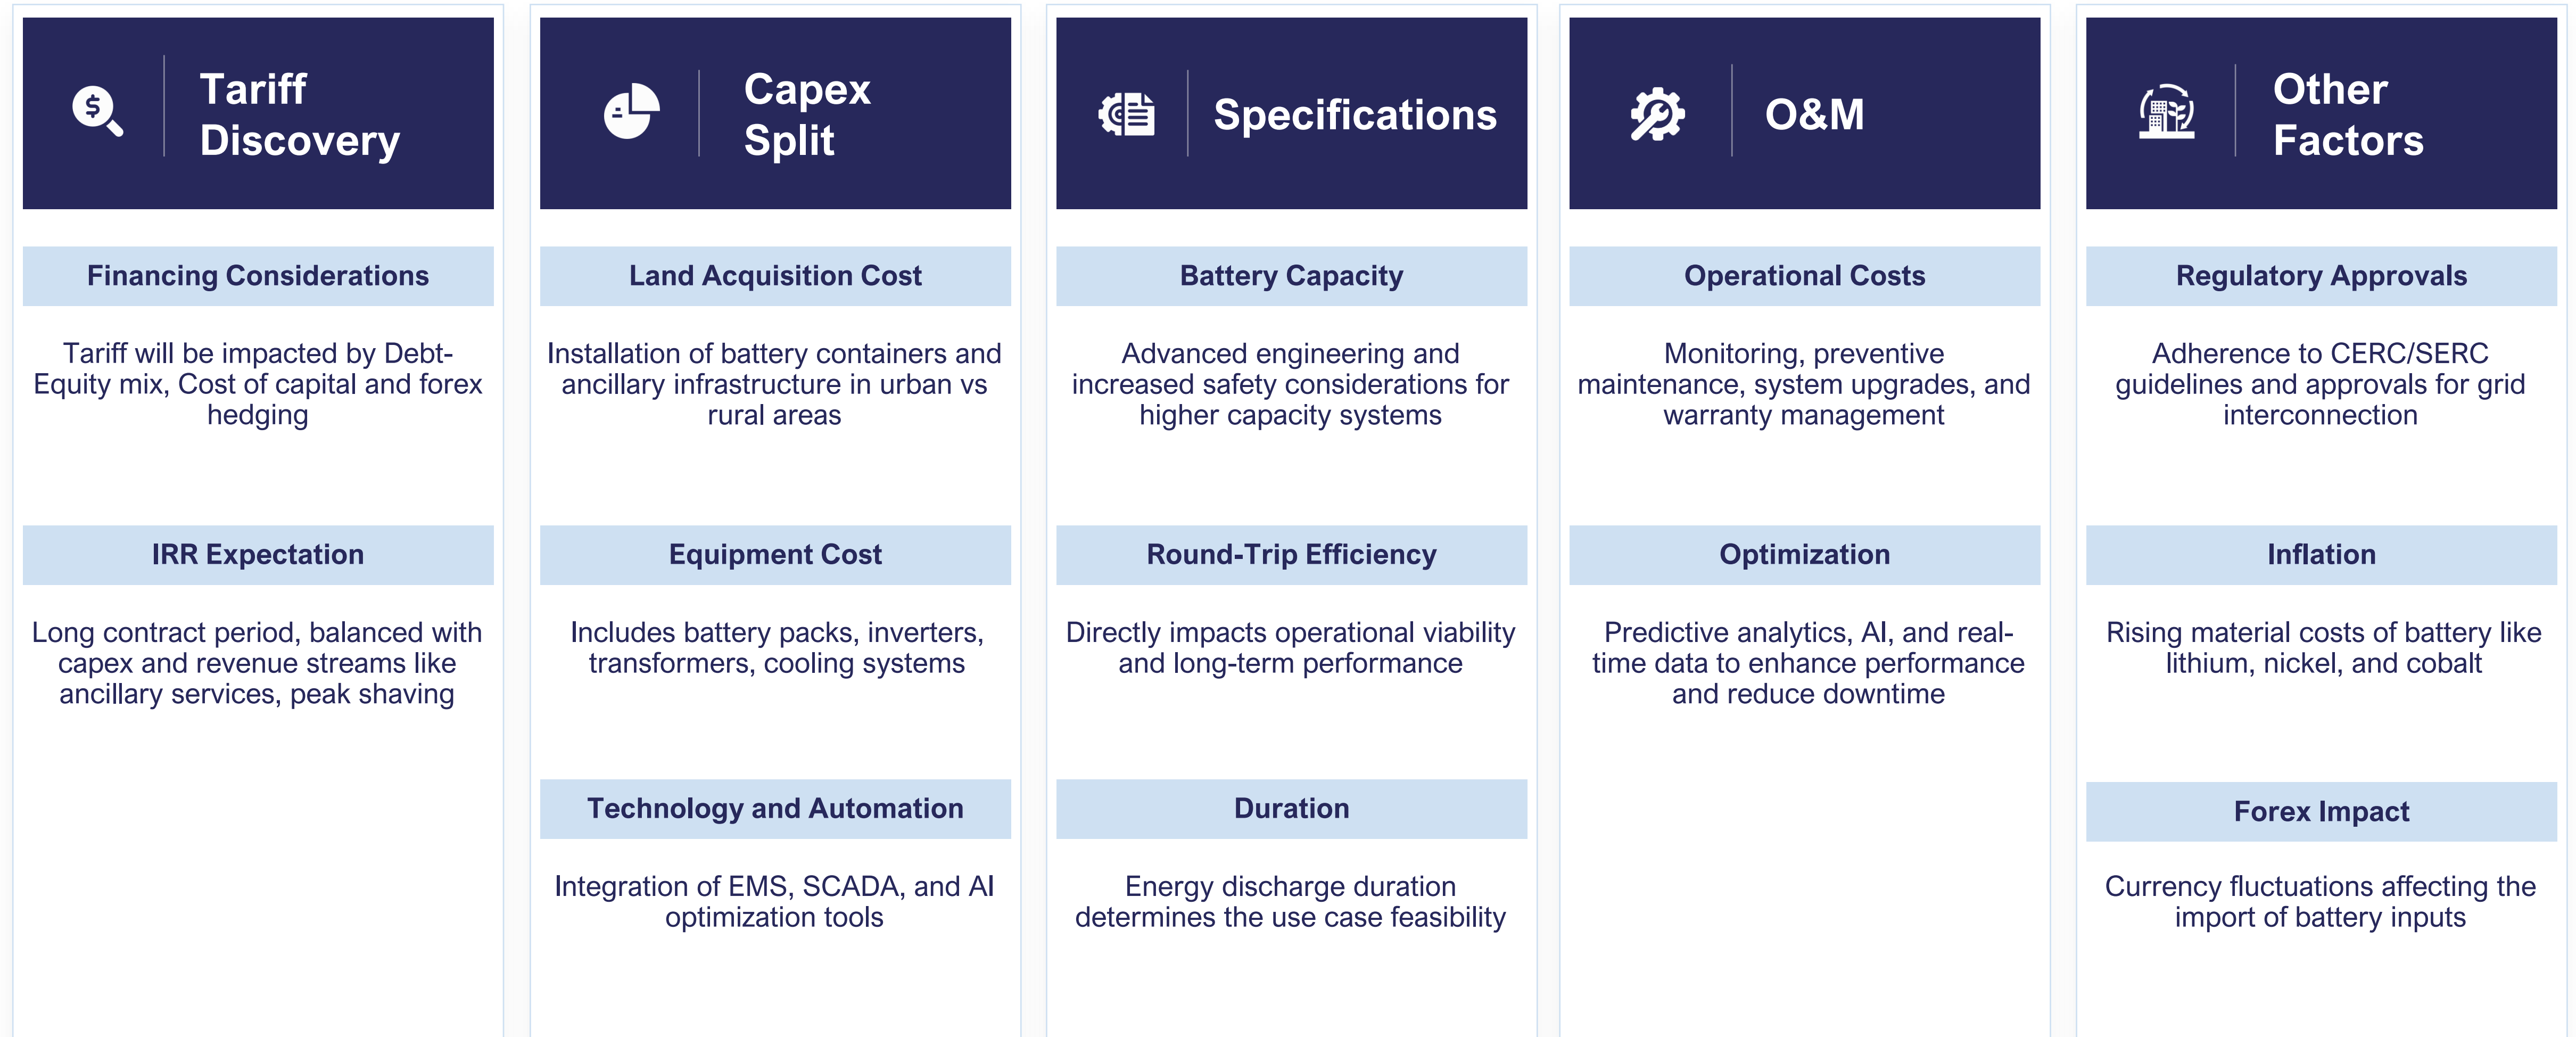 Tariff
Discovery
Financing Considerations
Tariff will be impacted by Debt-
Equity mix, Cost of capital and forex
hedging
IRR Expectation
Long contract period, balanced with
capex and revenue streams like
ancillary services, peak shaving
Capex
Split
Land Acquisition Cost
Installation of battery containers and
ancillary infrastructure in urban vs
rural areas
Equipment Cost
Includes battery packs, inverters,
transformers, cooling systems
Technology and Automation
Integration of EMS, SCADA, and AI
optimization tools
Specifications
Battery Capacity
Advanced engineering and
increased safety considerations for
higher capacity systems
Round-Trip Efficiency
Directly impacts operational viability
and long-term performance
Duration
Energy discharge duration
determines the use case feasibility
O&M
Operational Costs
Monitoring, preventive
maintenance, system upgrades, and
warranty management
Optimization
Predictive analytics, AI, and real-
time data to enhance performance
and reduce downtime
Other
Factors
Regulatory Approvals
Adherence to CERC/SERC
guidelines and approvals for grid
interconnection
Inflation
Rising material costs of battery like
lithium, nickel, and cobalt
Forex Impact
Currency fluctuations affecting the
import of battery inputs